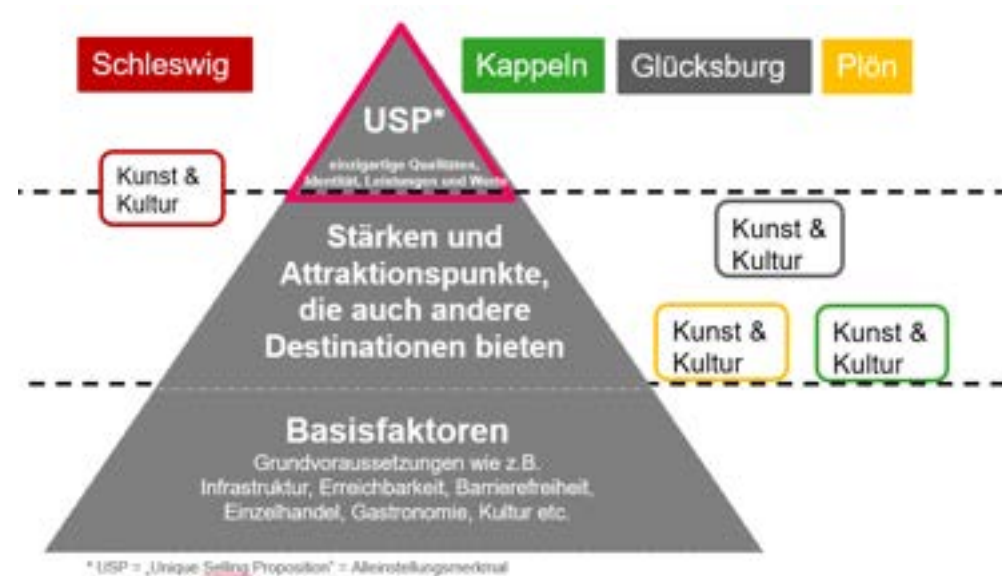 Schleswig
Kappeln
Glücksburg
Plön
USP*
einzigartige Qualitäten,
Identität, Leistungen und Werte
Kunst &
Kultur
Stärken und
Attraktionspunkte,
die auch andere
Destinationen bieten
Kunst &
Kultur
Kunst &
Kultur
Kunst &
Kultur
Basisfaktoren
Grundvoraussetzungen wie z.B.
Infrastruktur, Erreichbarkeit, Barrierefreiheit,
Einzelhandel, Gastronomie, Kultur etc.
* USP = „Unique Selling Proposition" = Alleinstellungsmerkmal